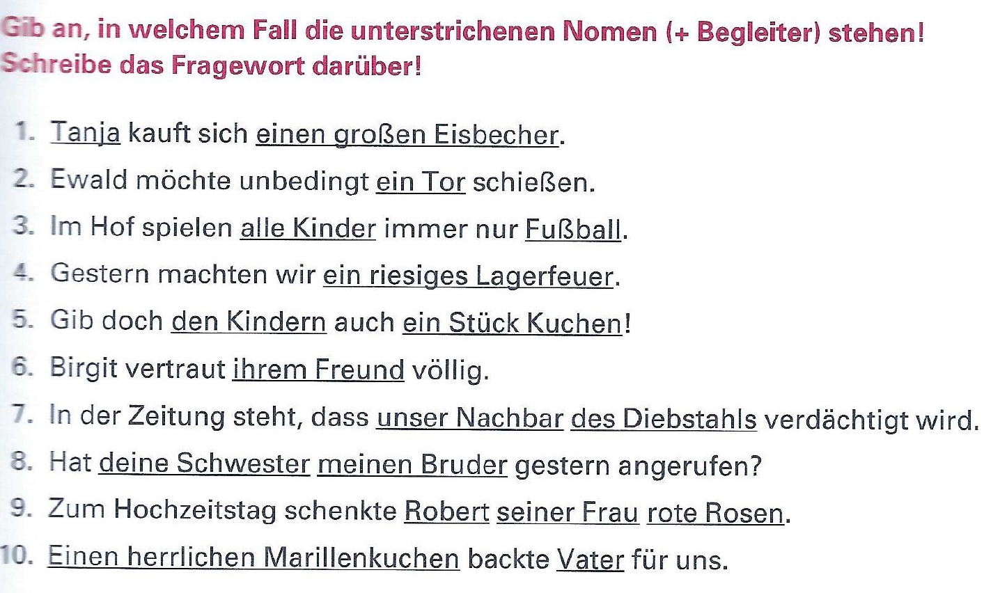 Gib an, in welchem Fall die unterstrichenen Nomen (+ Begleiter) stehen!
Schreibe das Fragewort darüber!
1. Tanja kauft sich einen großen Eisbecher.
2. Ewald möchte unbedingt ein Tor schießen.
3. Im Hof spielen alle Kinder immer nur Fußball.
4. Gestern machten wir ein riesiges Lagerfeuer.
5. Gib doch den Kindern auch ein Stück Kuchen!
6. Birgit vertraut ihrem Freund völlig.
7. In der Zeitung steht, dass unser Nachbar des Diebstahls verdächtigt wird.
8. Hat deine Schwester meinen Bruder gestern angerufen?
9. Zum Hochzeitstag schenkte Robert seiner Frau rote Rosen.
10. Einen herrlichen Marillenkuchen backte Vater für uns.